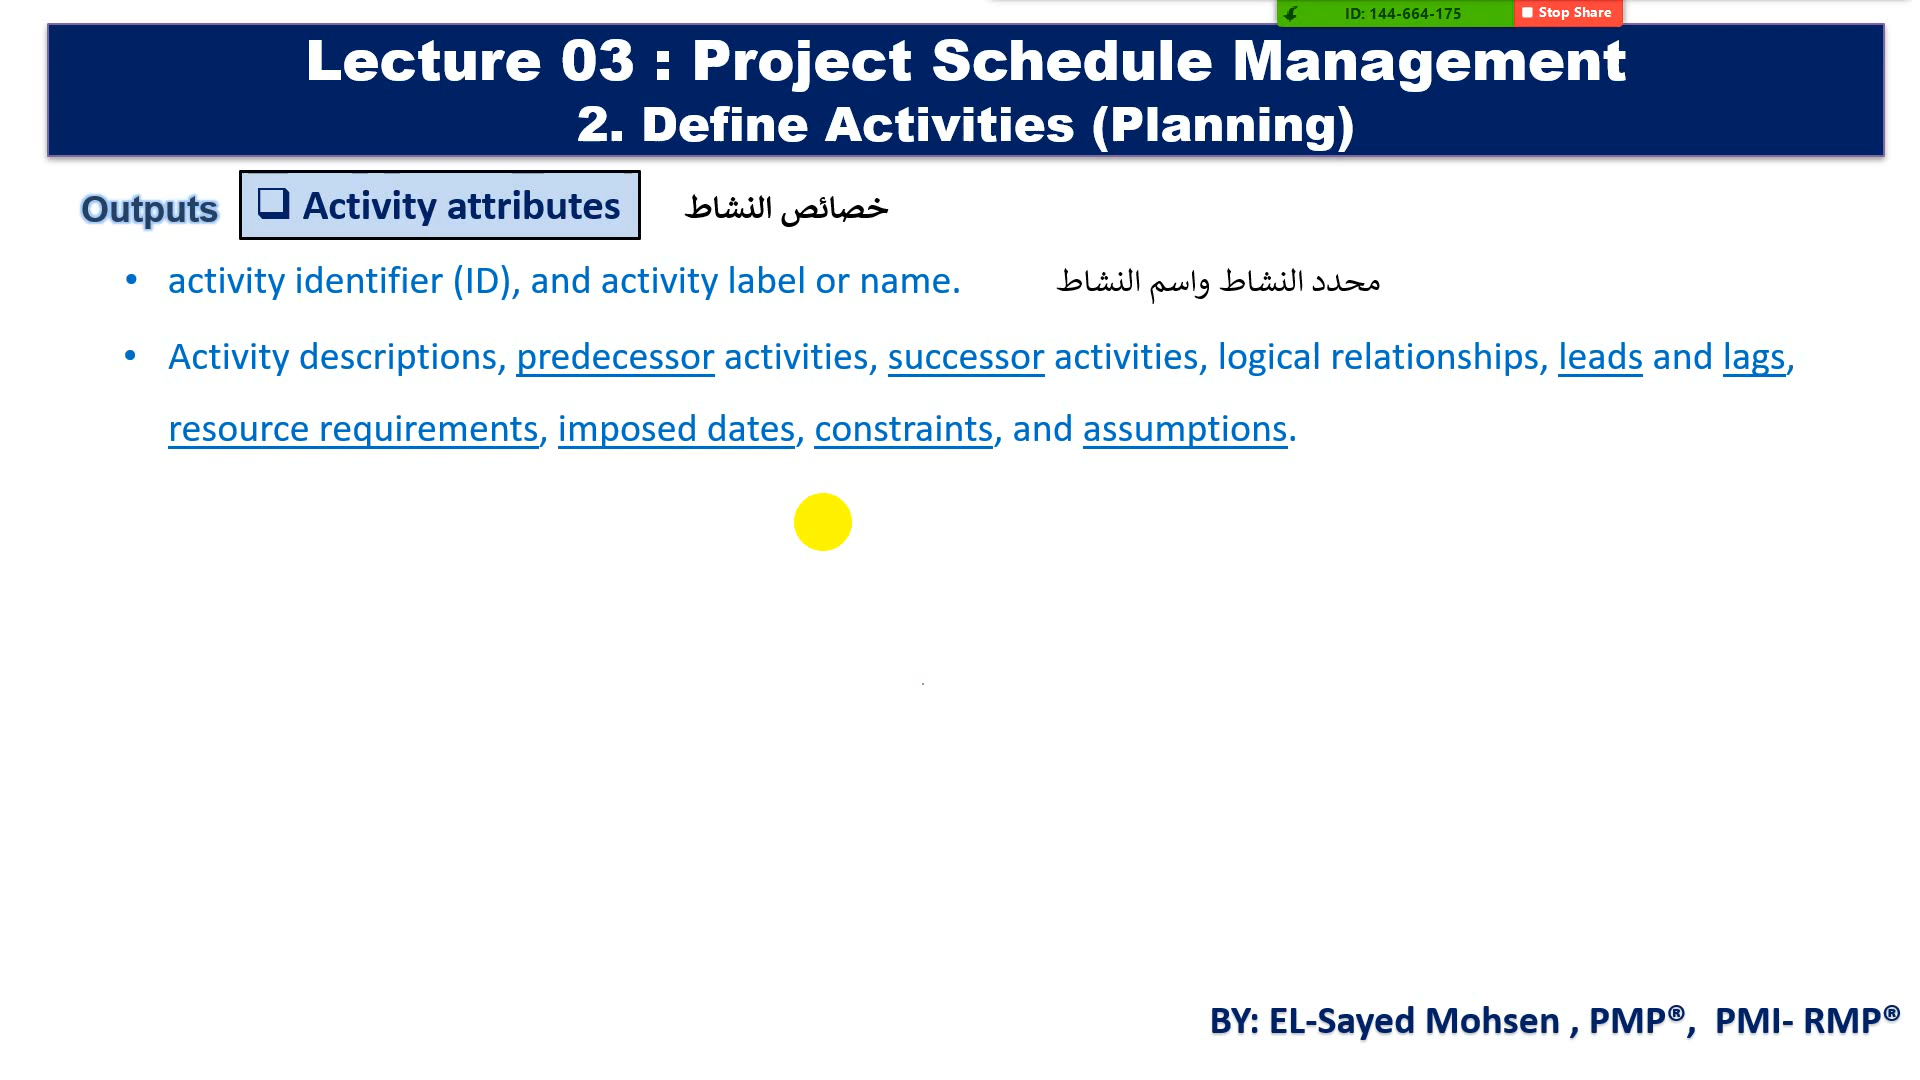 ID: 144-664-175 Stop Share
Lecture 03 : Project Schedule Management
2. Define Activities (Planning)
Outputs ❑ Activity attributes خصائص النشاط
• activity identifier (ID), and activity label or name. محدد النشاط واسم النشاط
• Activity descriptions, predecessor activities, successor activities, logical relationships, leads and lags,
resource requirements, imposed dates, constraints, and assumptions.
BY: EL-Sayed Mohsen , PMP®, PMI- RMP®